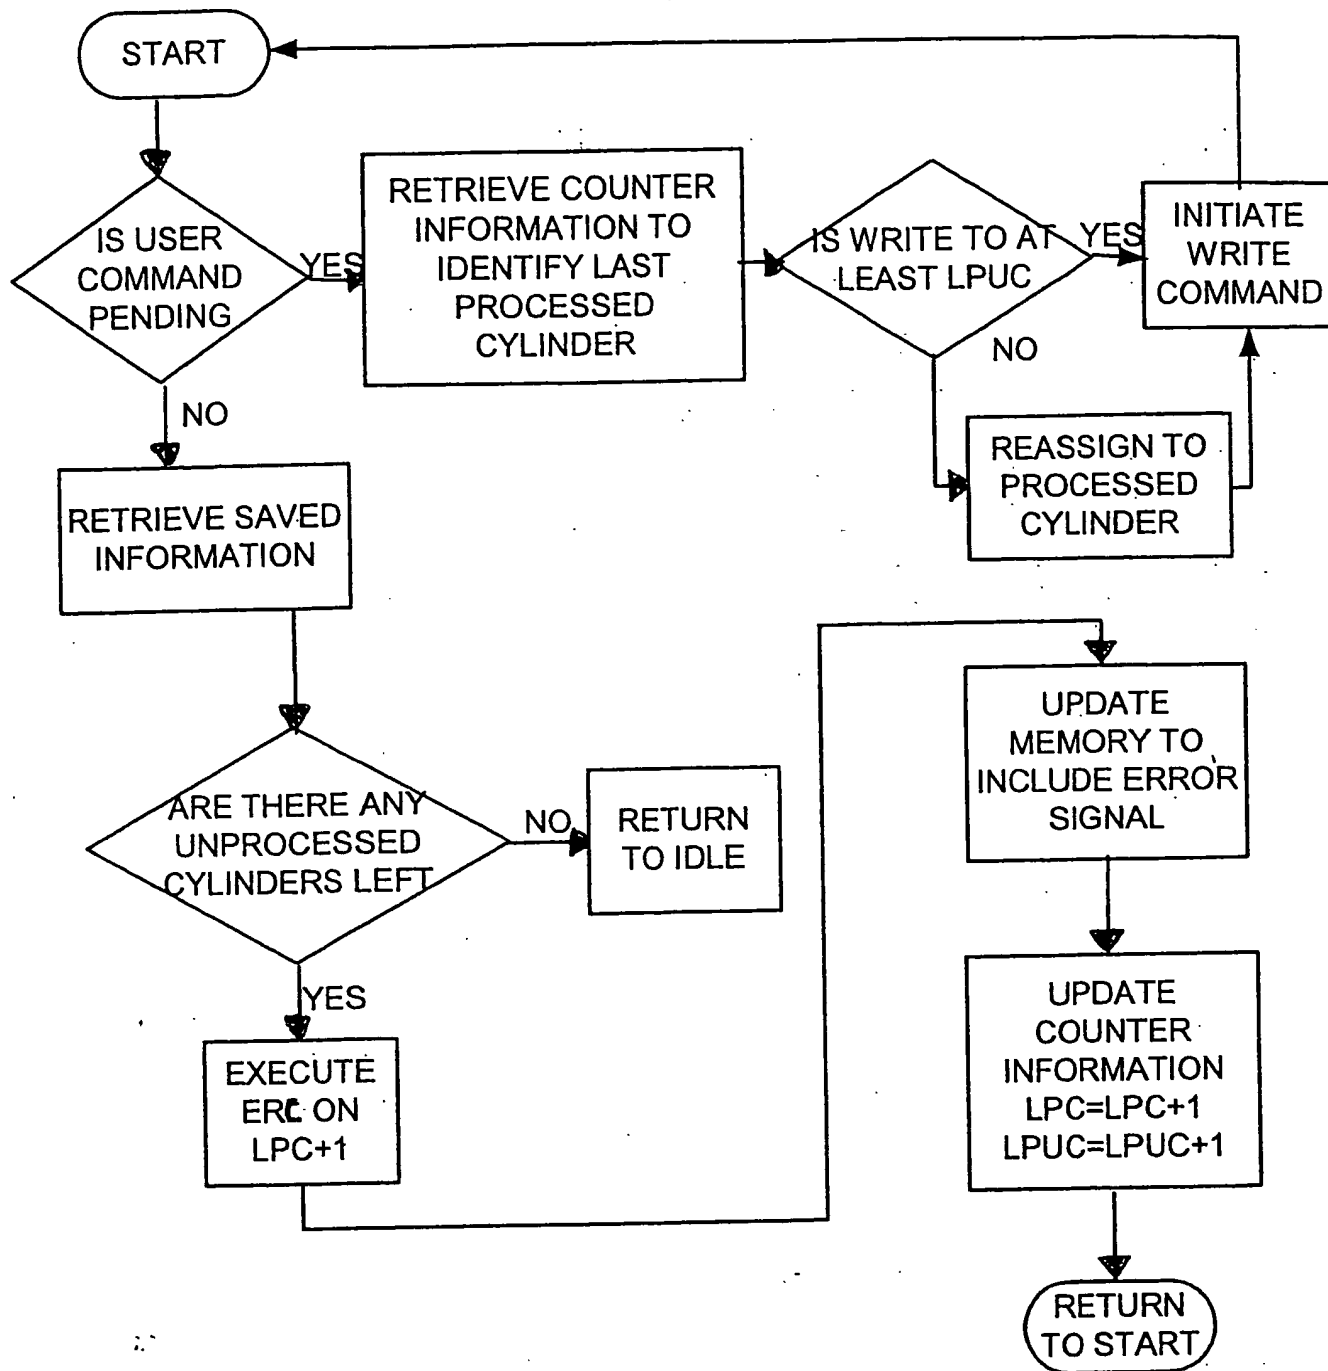 START
IS USER
COMMAND
PENDING
YES
RETRIEVE COUNTER
INFORMATION TO
IDENTIFY LAST
PROCESSED
CYLINDER
IS WRITE TO AT
LEAST LPUC
YES
INITIATE
WRITE
COMMAND
NO
REASSIGN TO
PROCESSED
CYLINDER
NO
RETRIEVE SAVED
INFORMATION
ARE THERE ANY
UNPROCESSED
CYLINDERS LEFT
NO
RETURN
TO IDLE
YES
EXECUTE
ERC ON
LPC+1
UPDATE
MEMORY TO
INCLUDE ERROR
SIGNAL
UPDATE
COUNTER
INFORMATION
LPC=LPC+1
LPUC=LPUC+1
RETURN
TO START